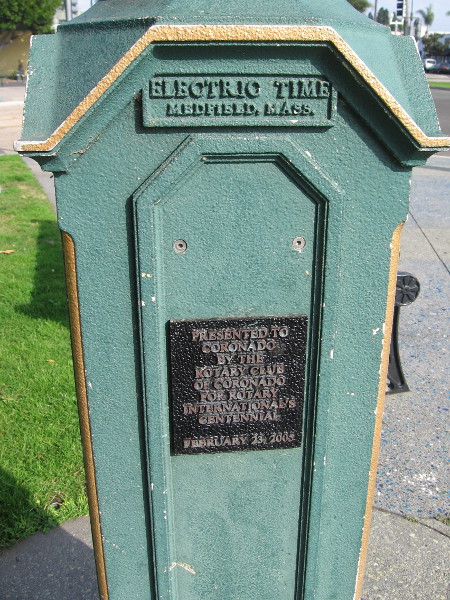 ELECTRIC TIME
MEDFIELD, MASS.
PRESENTED TO
CORONADO
BY THE
ROTARY CLUB
OF CORONADO
FOR ROTARY
INTERNATIONAL'S
CENTENNIAL
FEBRUARY 23, 2005